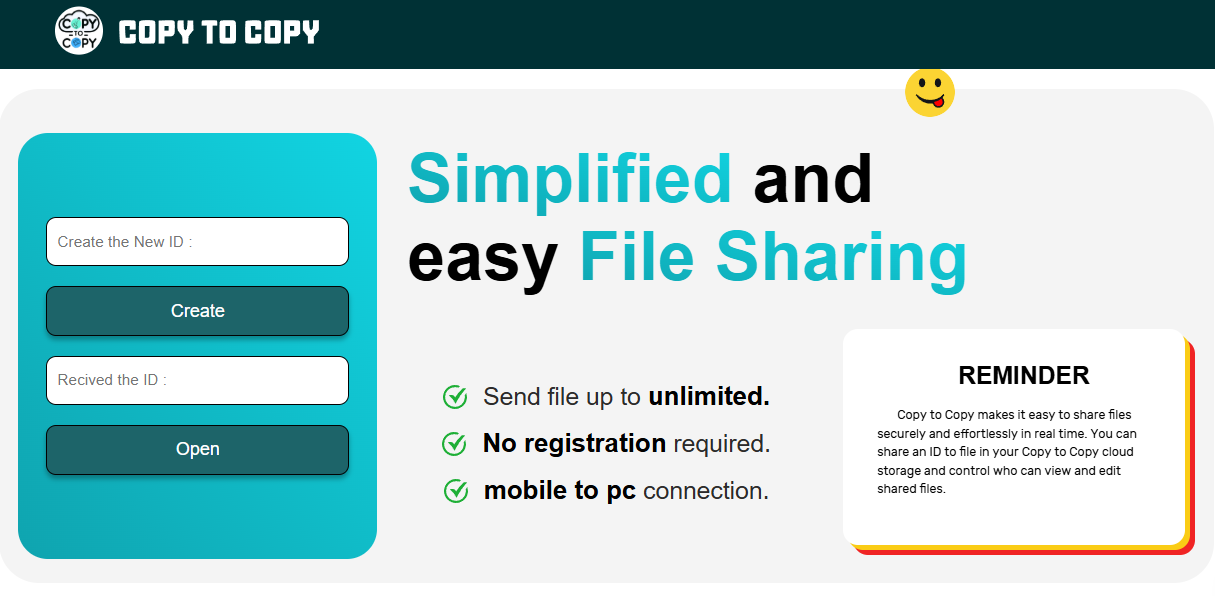 COPY
TO
COPY
COPY TO COPY
Create the New ID :
Create
Recived the ID :
Open
Simplified and
easy File Sharing
Send file up to unlimited.
No registration required.
mobile to pc connection.
REMINDER
Copy to Copy makes it easy to share files
securely and effortlessly in real time. You can
share an ID to file in your Copy to Copy cloud
storage and control who can view and edit
shared files.